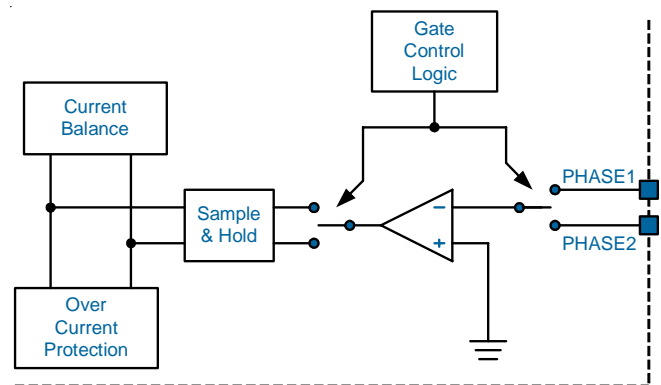 Gate
Control
Logic
Current
Balance
PHASE1
Sample
& Hold
−
+
PHASE2
Over
Current
Protection